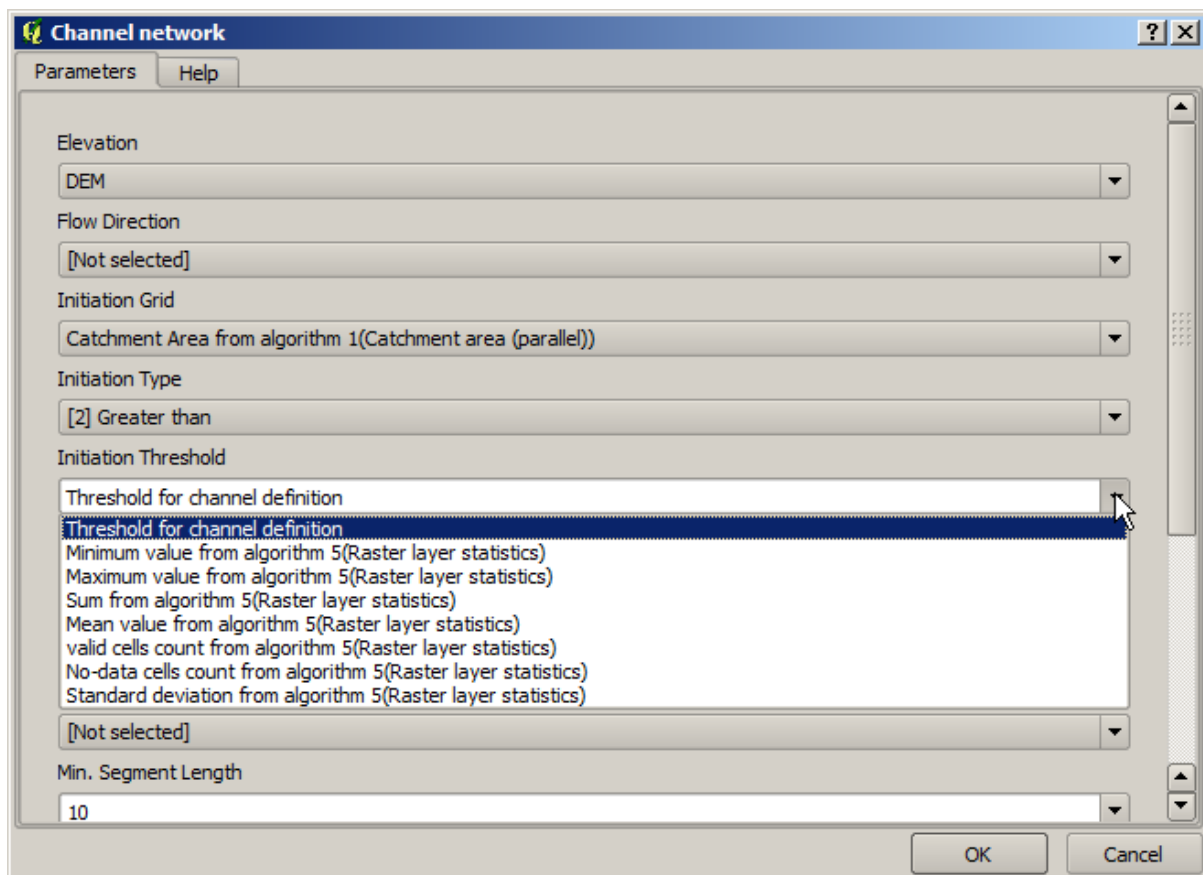 Channel network
Parameters
Help
Elevation
DEM
Flow Direction
[Not selected]
Initiation Grid
Catchment Area from algorithm 1(Catchment area (parallel))
Initiation Type
[2] Greater than
Initiation Threshold
Threshold for channel definition
Threshold for channel definition
Minimum value from algorithm 5(Raster layer statistics)
Maximum value from algorithm 5(Raster layer statistics)
Sum from algorithm 5(Raster layer statistics)
Mean value from algorithm 5(Raster layer statistics)
valid cells count from algorithm 5(Raster layer statistics)
No-data cells count from algorithm 5(Raster layer statistics)
Standard deviation from algorithm 5(Raster layer statistics)
[Not selected]
Min. Segment Length
10
OK
Cancel